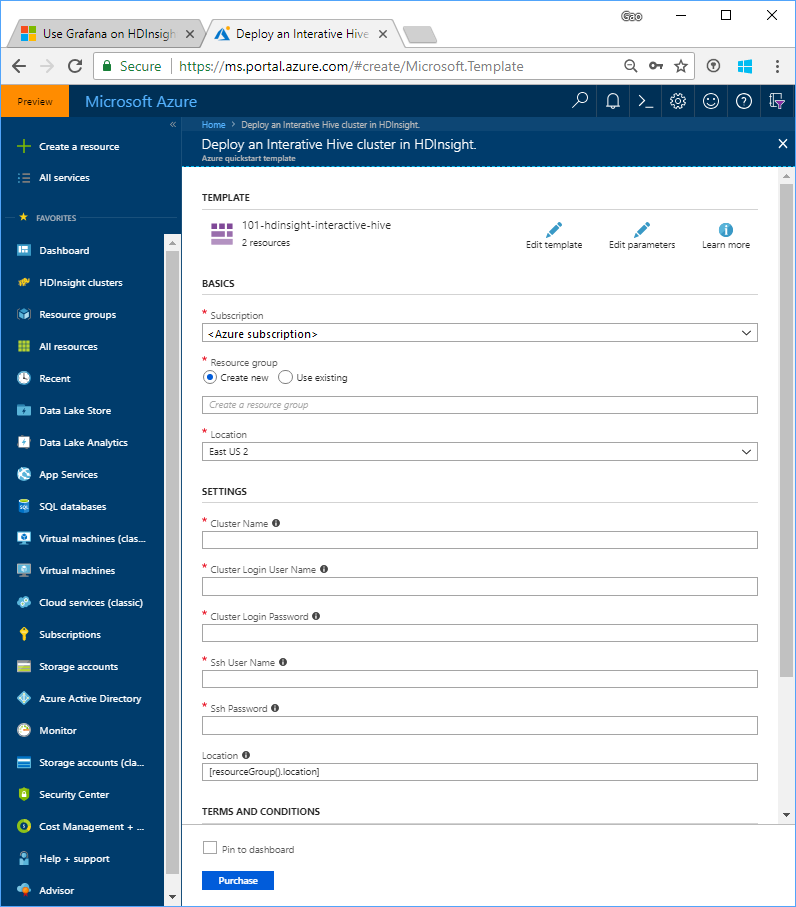 Gao
Use Grafana on HDInsigh
Deploy an Interative Hive
Secure
https://ms.portal.azure.com/#create/Microsoft.Template
Preview
Microsoft Azure
Create a resource
All services
FAVORITES
Dashboard
HDInsight clusters
Resource groups
All resources
Recent
Data Lake Store
Data Lake Analytics
App Services
SQL databases
Virtual machines (clas...
Virtual machines
Cloud services (classic)
Subscriptions
Storage accounts
Azure Active Directory
Monitor
Storage accounts (cla...
Security Center
Cost Management + ...
Help + support
Advisor
Home > Deploy an Interative Hive cluster in HDInsight.
Deploy an Interative Hive cluster in HDInsight.
Azure quickstart template
TEMPLATE
101-hdinsight-interactive-hive
2 resources
Edit template
Edit parameters
Learn more
BASICS
* Subscription
<Azure subscription>
* Resource group
Create new
Use existing
Create a resource group
* Location
East US 2
SETTINGS
* Cluster Name
* Cluster Login User Name
* Cluster Login Password
* Ssh User Name
* Ssh Password
Location
[resourceGroup().location]
TERMS AND CONDITIONS
Pin to dashboard
Purchase